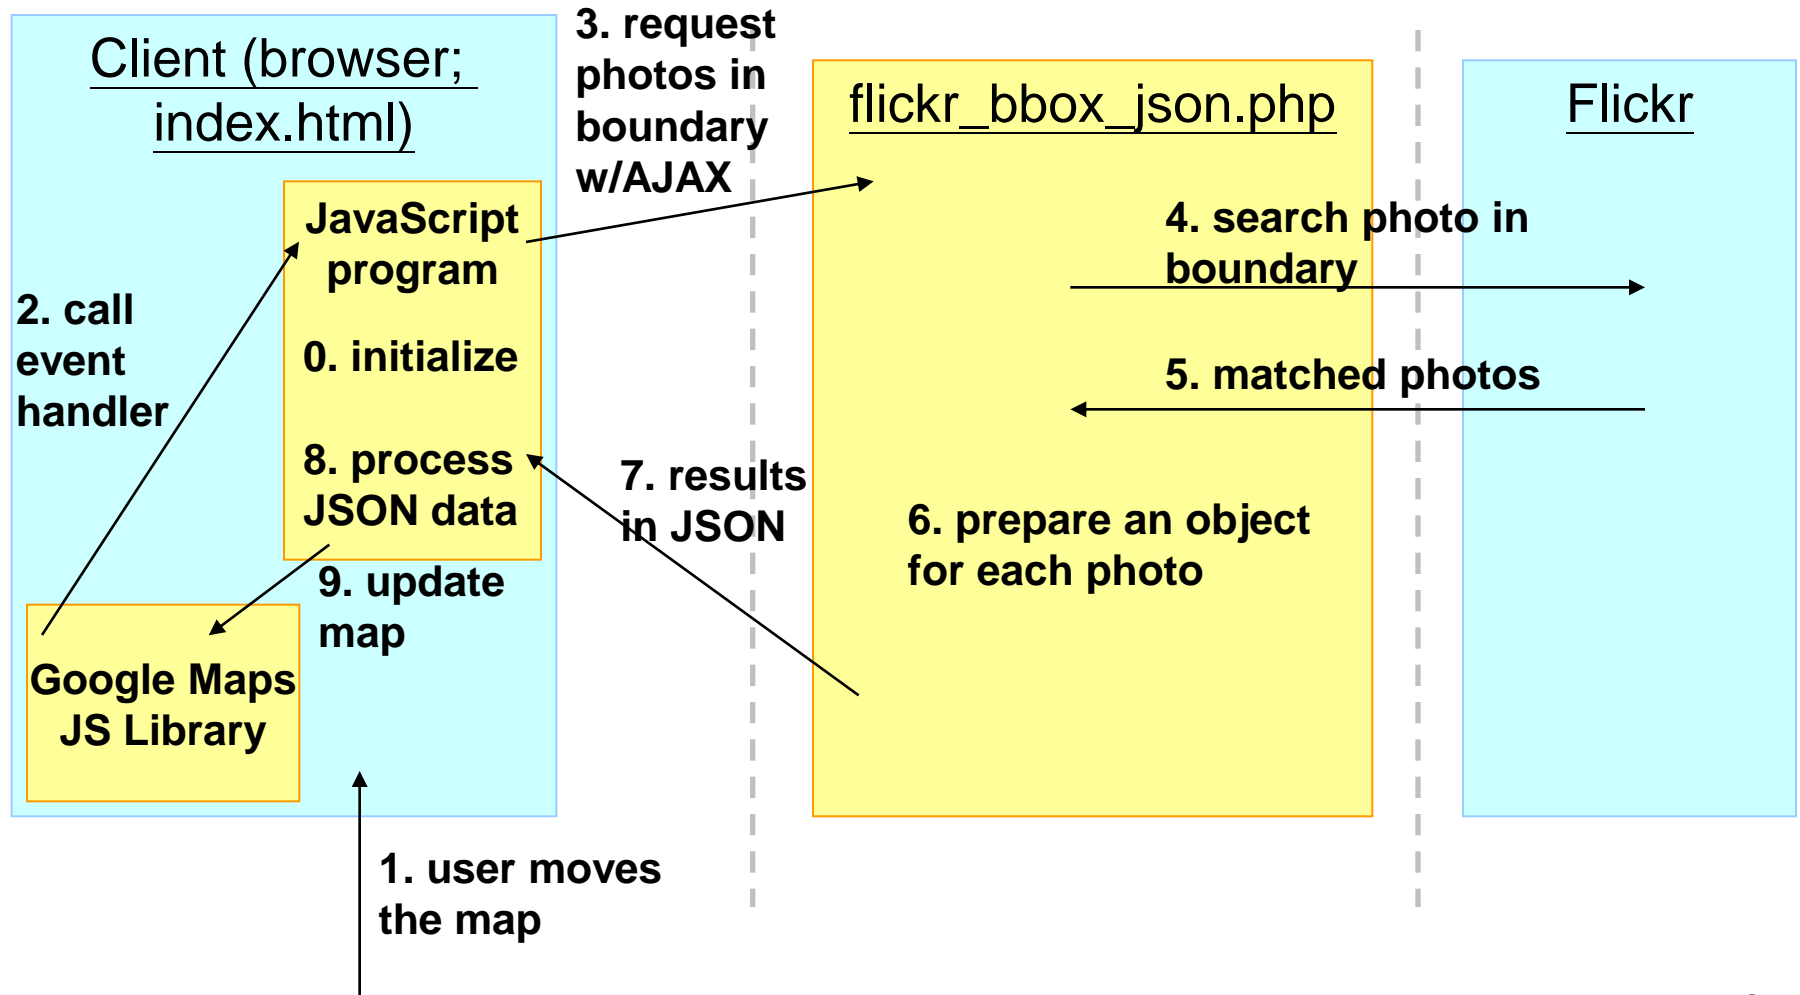 Client (browser;
index.html)
JavaScript
program
0. initialize
8. process
JSON data
2. call
event
handler
9. update
map
Google Maps
JS Library
1. user moves
the map
3. request
photos in
boundary
w/AJAX
7. results
in JSON
flickr_bbox_json.php
4. search photo in
boundary
5. matched photos
6. prepare an object
for each photo
Flickr